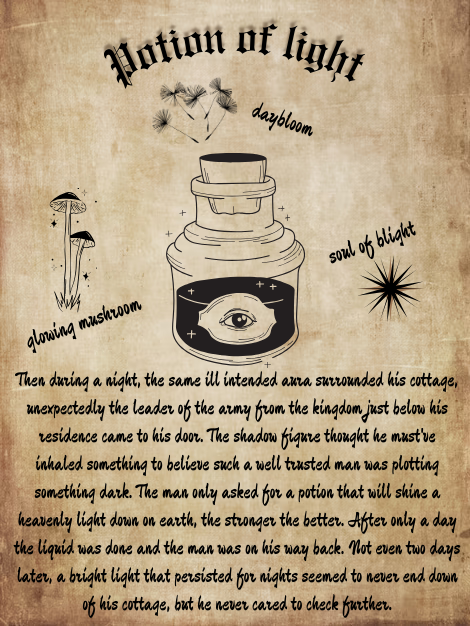 Potion of light
daybloom
soul of blight
glowing mushroom
Then during a night, the same ill intended aura surrounded his cottage,
unexpectedly the leader of the army from the kingdom just below his
residence came to his door. The shadow figure thought he must've
inhaled something to believe such a well trusted man was plotting
something dark. The man only asked for a potion that will shine a
heavenly light down on earth, the stronger the better. After only a day
the liquid was done and the man was on his way back. Not even two days
later, a bright light that persisted for nights seemed to never end down
of his cottage, but he never cared to check further.